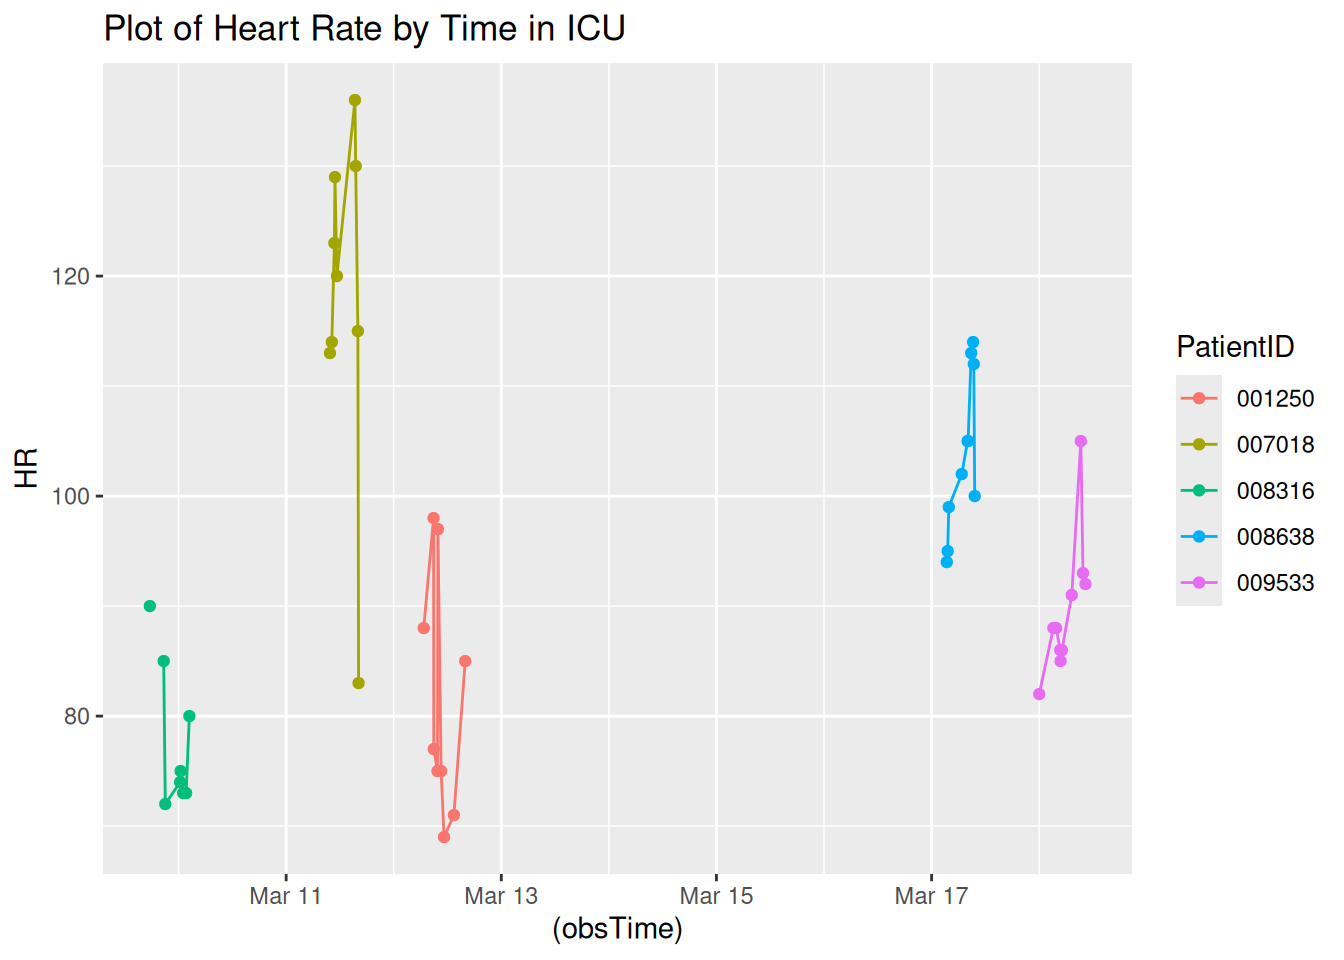 Plot of Heart Rate by Time in ICU
HR
120
100
80
Mar 11
Mar 13
Mar 15
Mar 17
(obsTime)
PatientID
001250
007018
008316
008638
009533